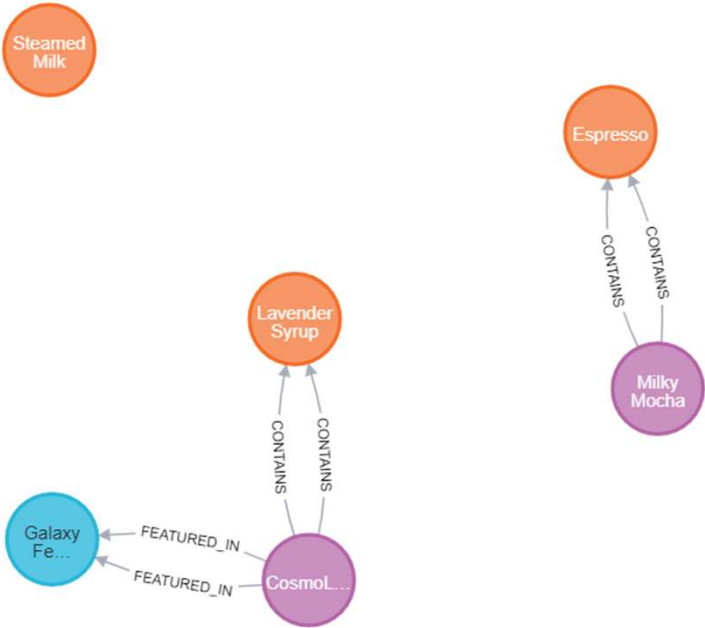 Steamed
Milk
Espresso
CONTAINS
CONTAINS
Lavender
Syrup
Milky
Mocha
CONTAINS
CONTAINS
Galaxy
Fe...
FEATURED_IN
FEATURED_IN
CosmoL...